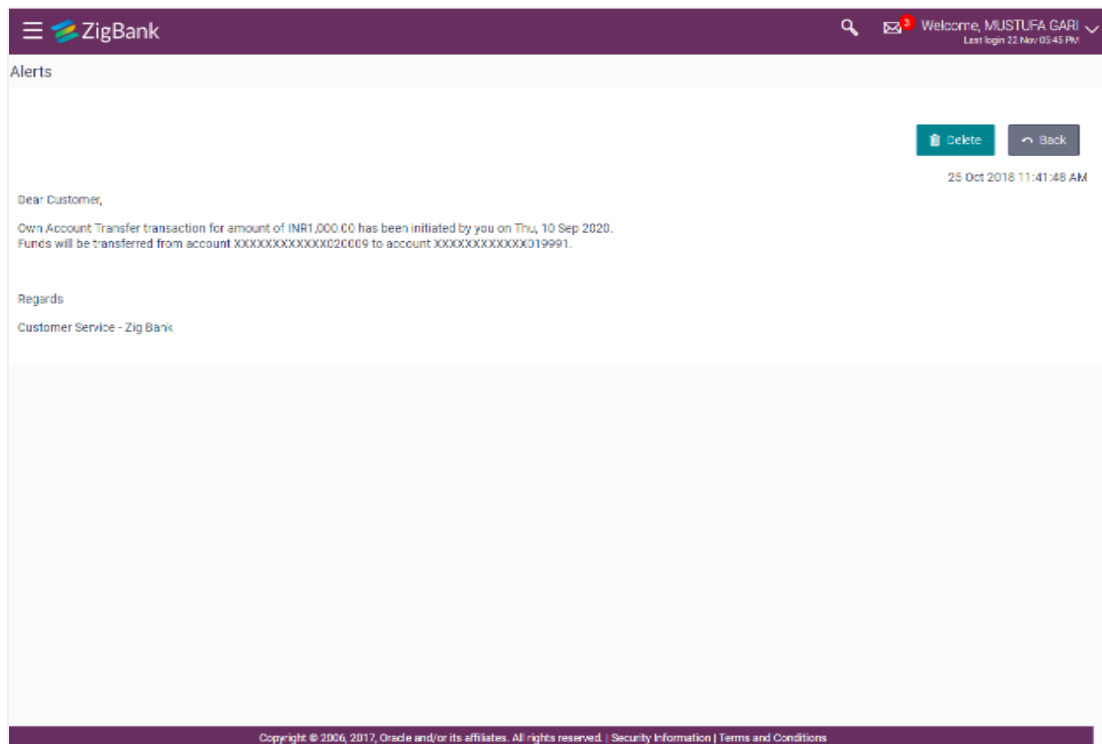 ZigBank
3
Welcome, MUSTUFA GARI
Last login 22 Nov 05:45 PM
Alerts
Delete
Back
25 Oct 2018 11:41:48 AM
Dear Customer,
Own Account Transfer transaction for amount of INR1,000.00 has been initiated by you on Thu, 10 Sep 2020.
Funds will be transferred from account XXXXXXXXXXXXX020009 to account XXXXXXXXXXXXX019991.
Regards
Customer Service - Zig Bank
Copyright © 2006, 2017, Oracle and/or its affiliates. All rights reserved. | Security Information | Terms and Conditions